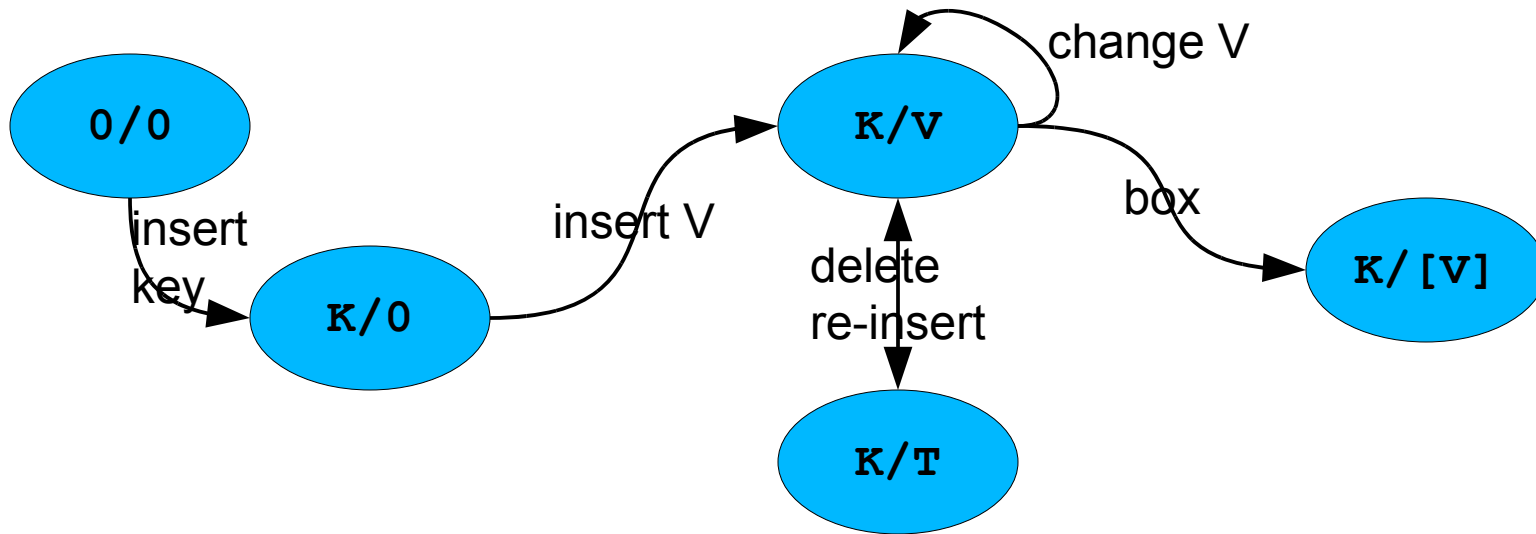 change V
0/0
K/V
insert
key
insert V
box
delete
re-insert
K/[V]
K/0
K/T